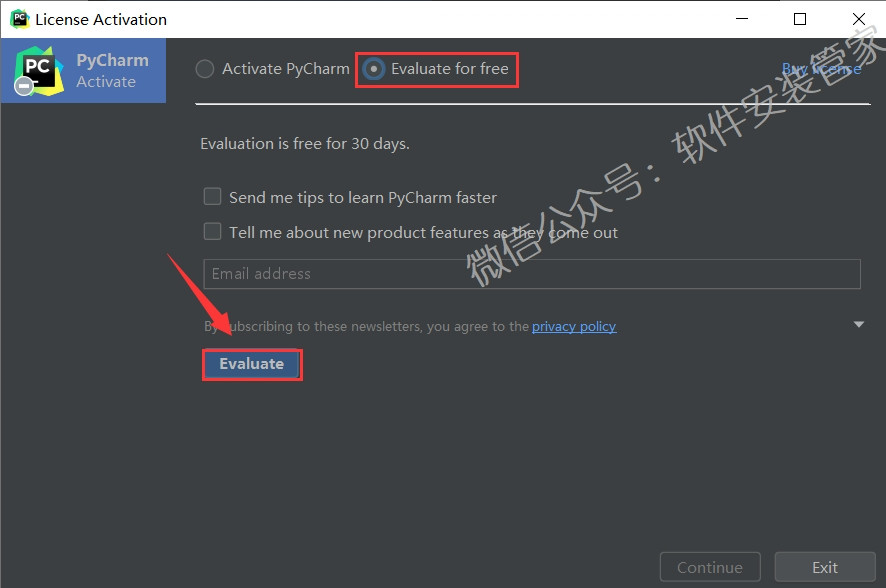 License Activation
PyCharm
Activate
Activate PyCharm
Evaluate for free
Buy license
Evaluation is free for 30 days.
Send me tips to learn PyCharm faster
Tell me about new product features as they come out
Email address
By subscribing to these newsletters, you agree to the privacy policy
Evaluate
Continue
Exit
PC
PC
微信公众号：软件安装管家